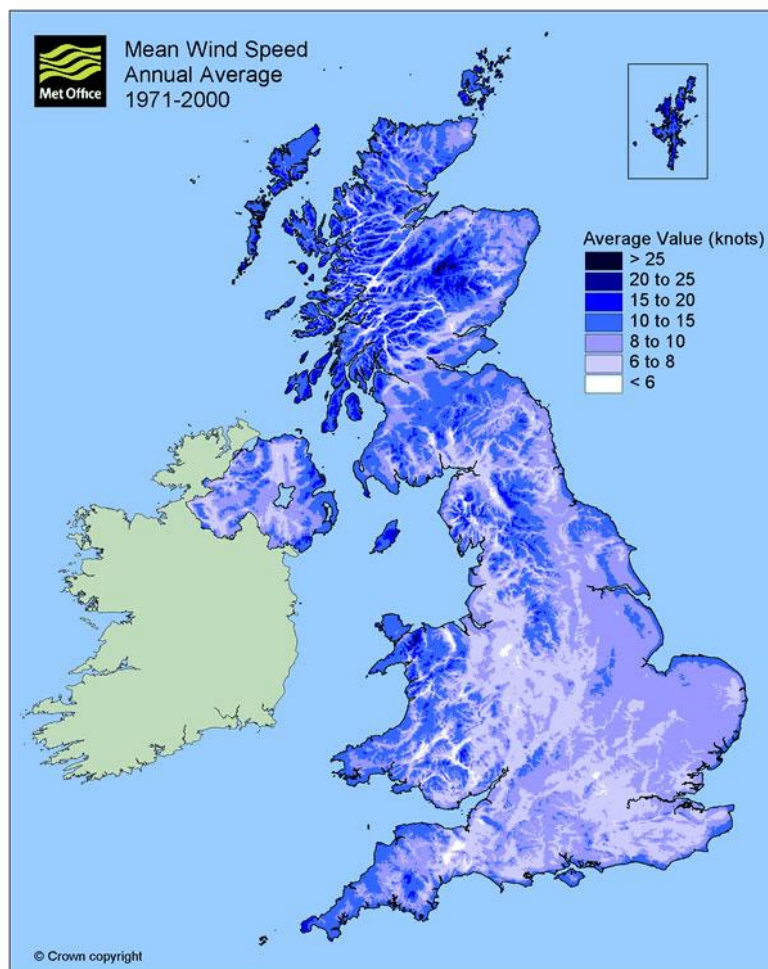 Met Office
Mean Wind Speed
Annual Average
1971-2000
Average Value (knots)
> 25
20 to 25
15 to 20
10 to 15
8 to 10
6 to 8
< 6
© Crown copyright